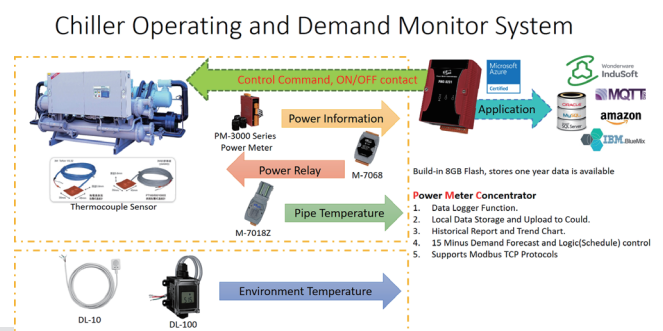 Chiller Operating and Demand Monitor System
Control Command, ON/OFF contact
Microsoft
Azure
Certified
Wonderware
InduSoft
PM-3000 Series
Power Meter
Power Information
Application
ORACLE
MySQL
SQL Server
MQTT
amazon
IBM BlueMix
Power Relay
M-7068
Build-in 8GB Flash, stores one year data is available
Thermocouple Sensor
M-7018Z
Pipe Temperature
Power Meter Concentrator
1. Data Logger Function.
2. Local Data Storage and Upload to Could.
3. Historical Report and Trend Chart.
4. 15 Minus Demand Forecast and Logic(Schedule) control
5. Supports Modbus TCP Protocols
DL-10
DL-100
Environment Temperature